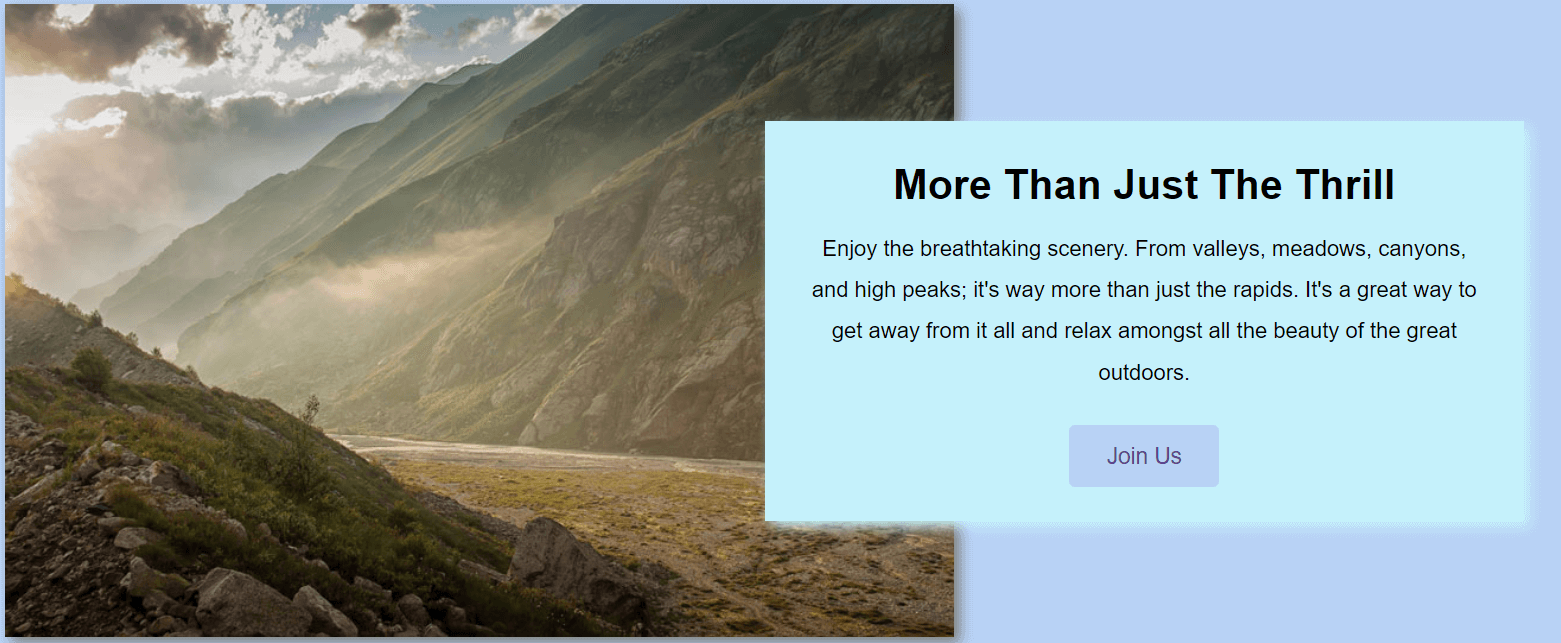 More Than Just The Thrill
Enjoy the breathtaking scenery. From valleys, meadows, canyons,
and high peaks; it's way more than just the rapids. It's a great way to
get away from it all and relax amongst all the beauty of the great
outdoors.
Join Us